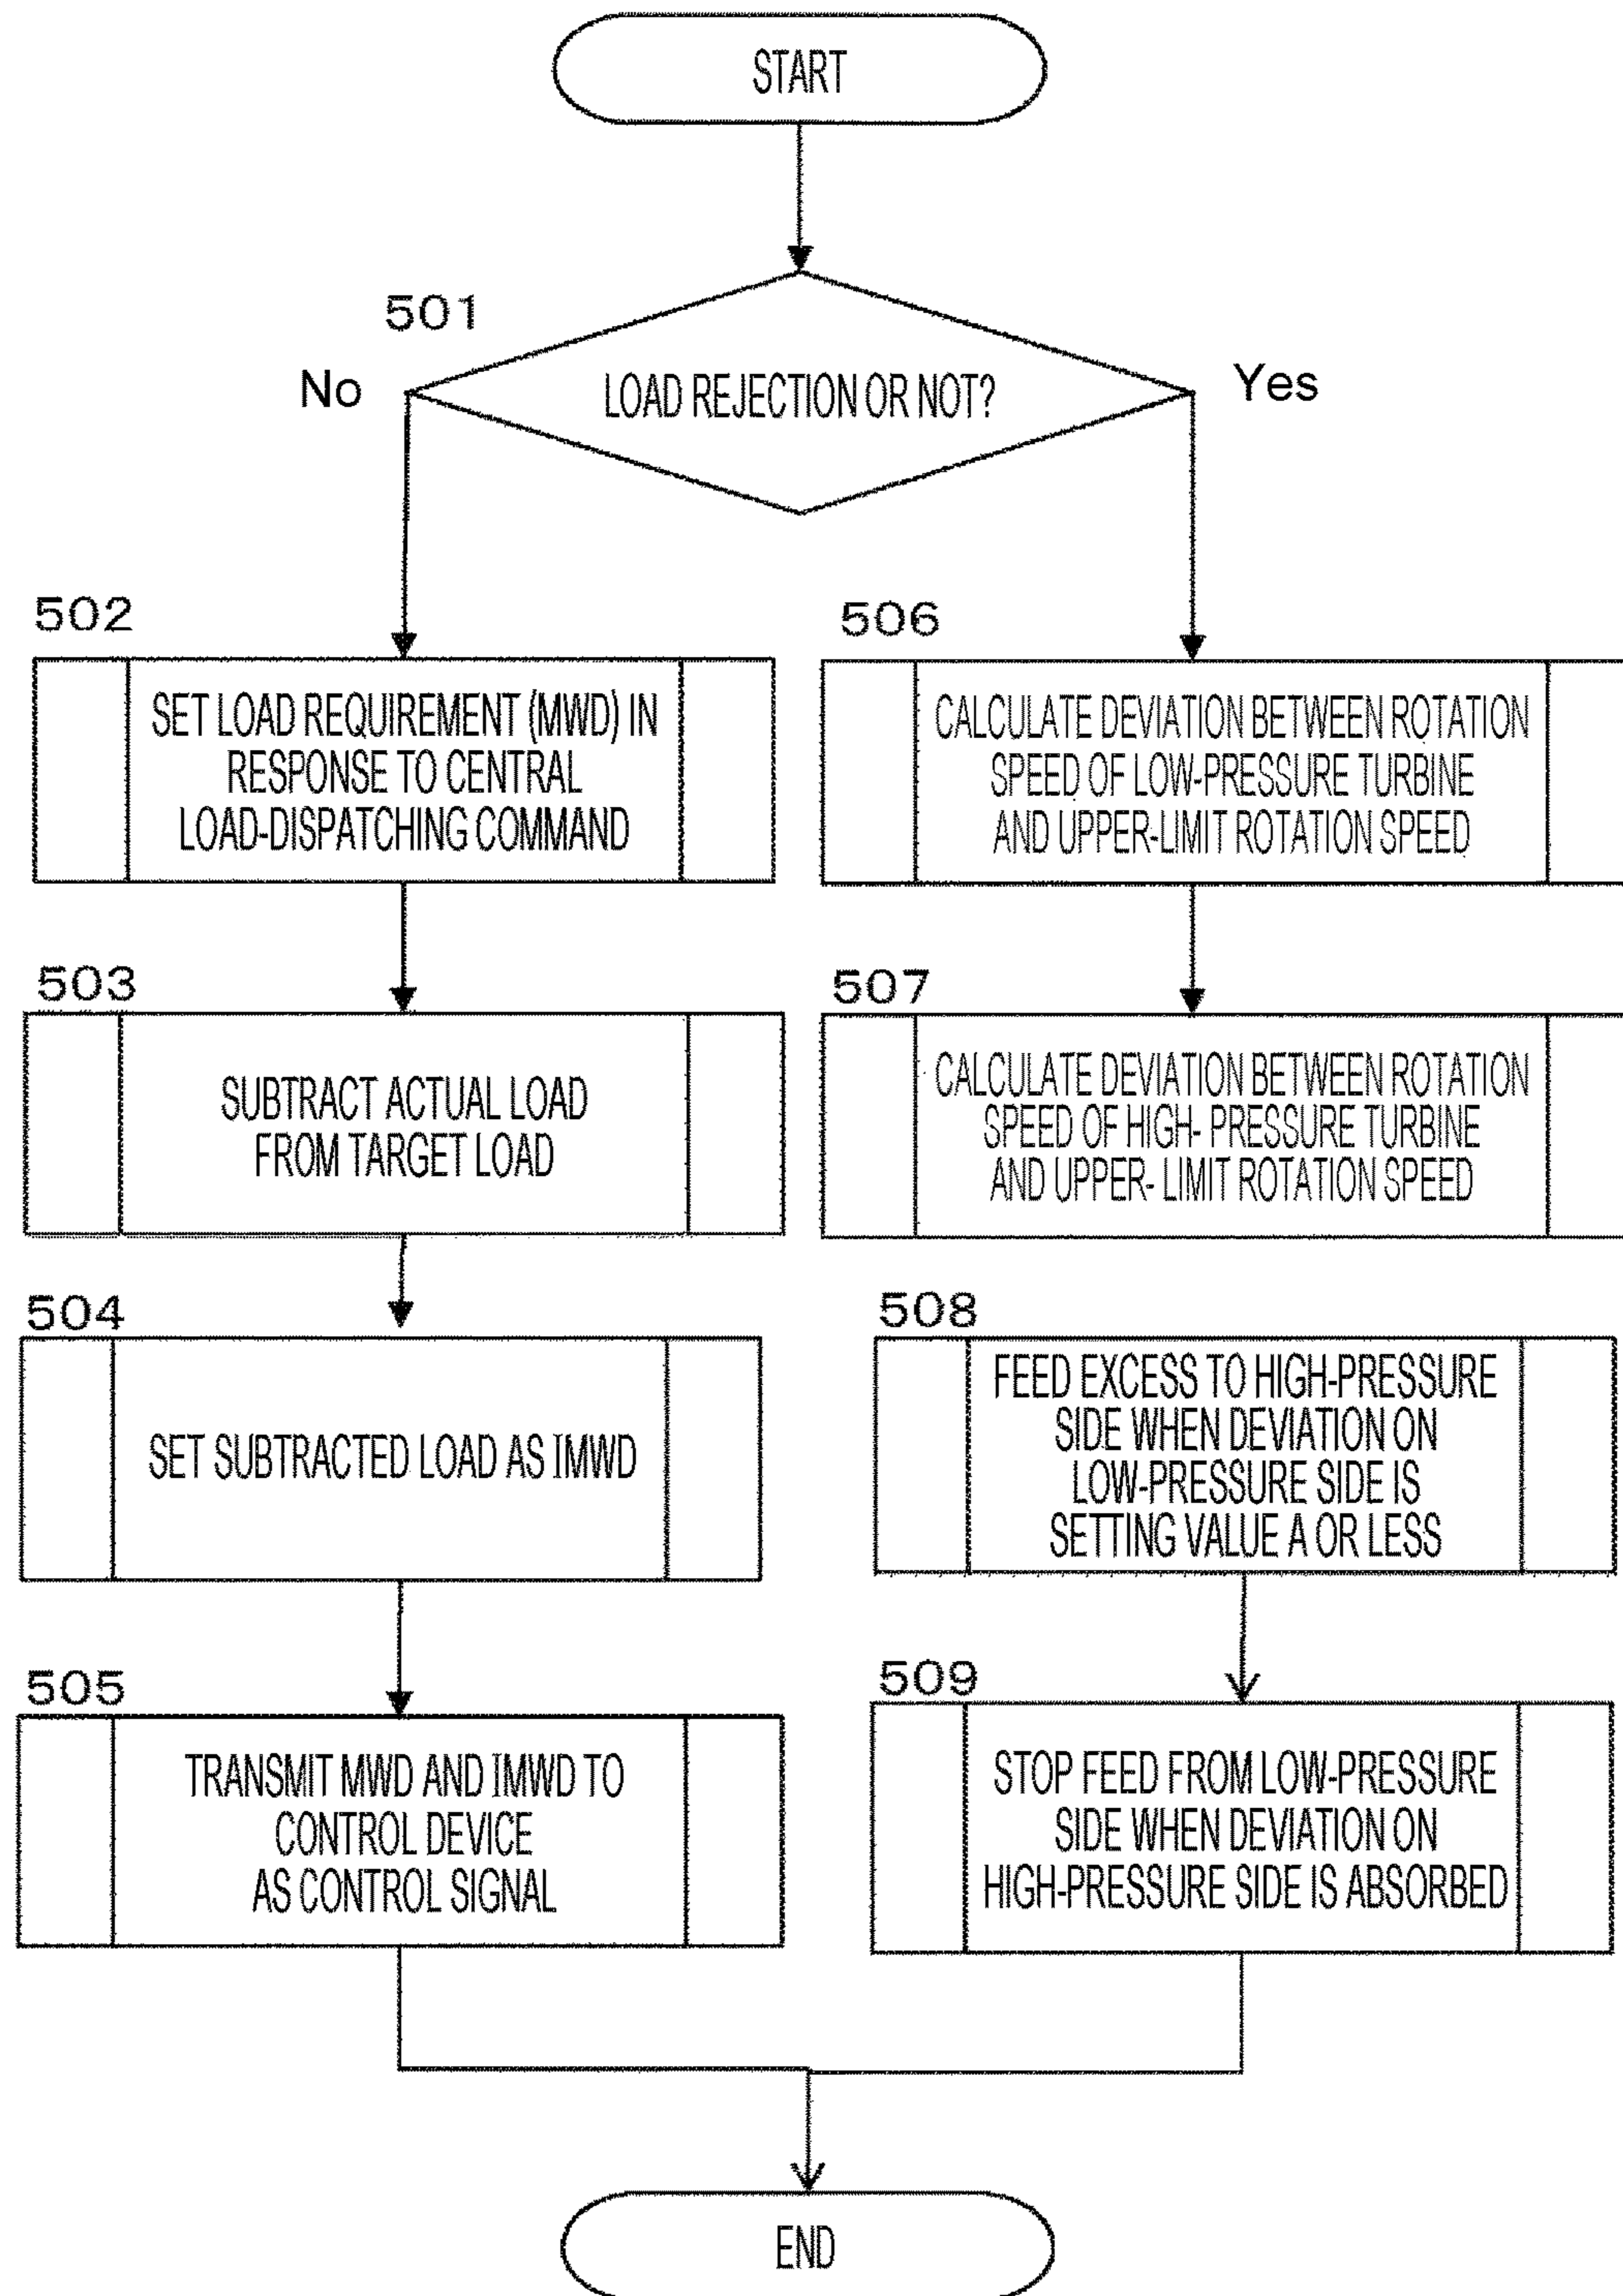 START
501
No
LOAD REJECTION OR NOT?
Yes
502
SET LOAD REQUIREMENT (MWD) IN
RESPONSE TO CENTRAL
LOAD-DISPATCHING COMMAND
503
SUBTRACT ACTUAL LOAD
FROM TARGET LOAD
504
SET SUBTRACTED LOAD AS IMWD
505
TRANSMIT MWD AND IMWD TO
CONTROL DEVICE
AS CONTROL SIGNAL
506
CALCULATE DEVIATION BETWEEN ROTATION
SPEED OF LOW-PRESSURE TURBINE
AND UPPER-LIMIT ROTATION SPEED
507
CALCULATE DEVIATION BETWEEN ROTATION
SPEED OF HIGH- PRESSURE TURBINE
AND UPPER- LIMIT ROTATION SPEED
508
FEED EXCESS TO HIGH-PRESSURE
SIDE WHEN DEVIATION ON
LOW-PRESSURE SIDE IS
SETTING VALUE A OR LESS
509
STOP FEED FROM LOW-PRESSURE
SIDE WHEN DEVIATION ON
HIGH-PRESSURE SIDE IS ABSORBED
END